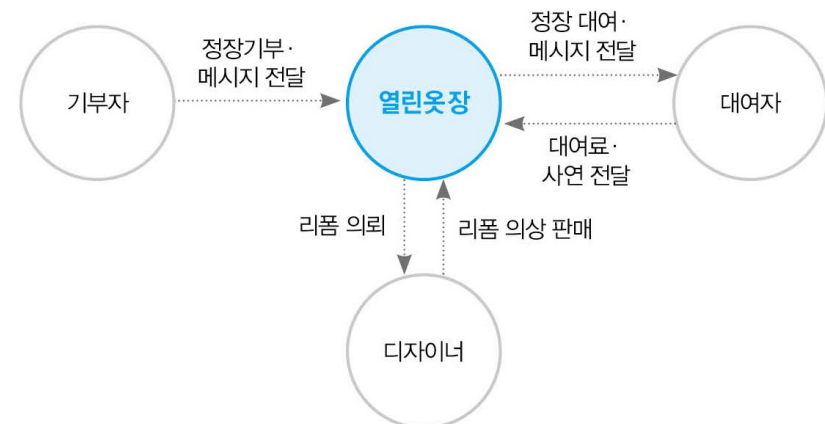 기부자
정장기부·
메시지 전달
열린옷장
정장 대여·
메시지 전달
대여자
대여료·
사연 전달
리폼 의뢰
리폼 의상 판매
디자이너